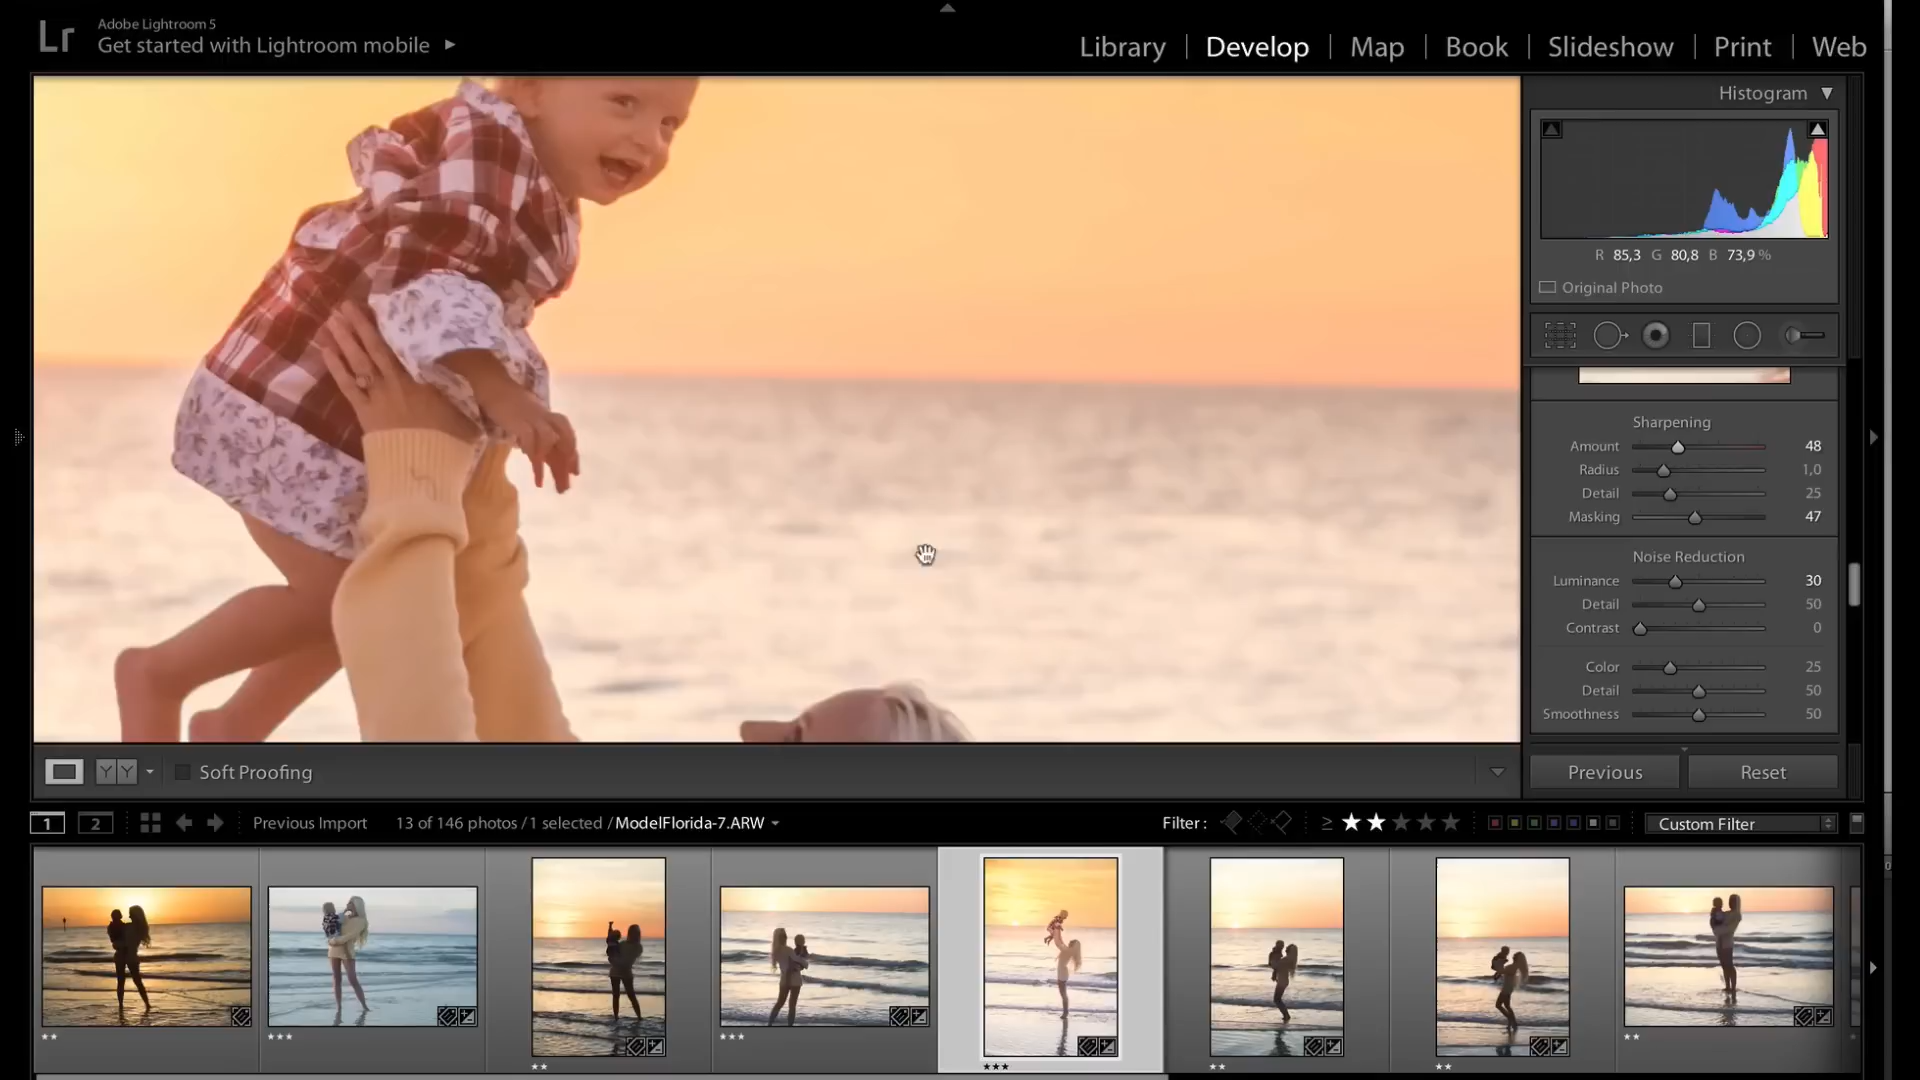 Lr
Adobe Lightroom 5
Get started with Lightroom mobile
Library | Develop | Map | Book | Slideshow | Print | Web
Histogram
R 85,3 G 80,8 B 73,9 %
Original Photo
Sharpening
Amount 48
Radius 1,0
Detail 25
Masking 47
Noise Reduction
Luminance 30
Detail 50
Contrast 0
Color 25
Detail 50
Smoothness 50
Y Y Soft Proofing
Previous Reset
1 2 Previous Import 13 of 146 photos / 1 selected / ModelFlorida-7.ARW Filter : ≥ Custom Filter